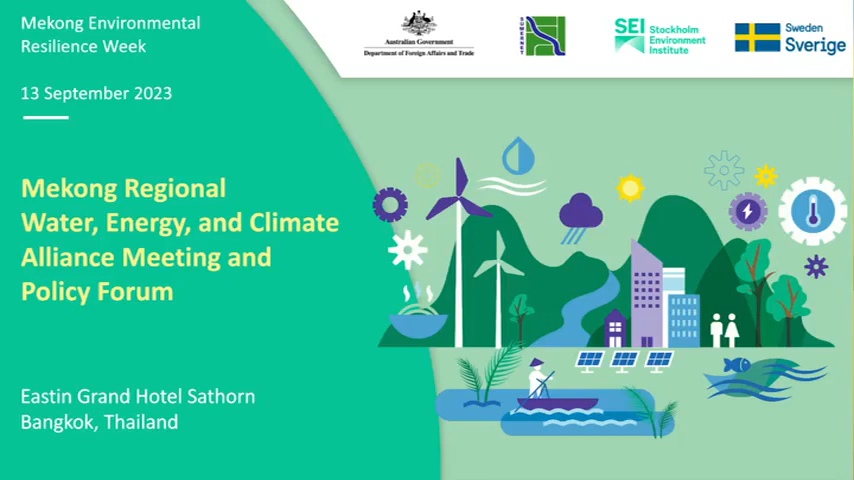 Mekong Environmental
Resilience Week
13 September 2023
Mekong Regional
Water, Energy, and Climate
Alliance Meeting and
Policy Forum
Eastin Grand Hotel Sathorn
Bangkok, Thailand
Australian Government
Department of Foreign Affairs and Trade
SUMERNET
SEI Stockholm
Environment
Institute
Sweden
Sverige